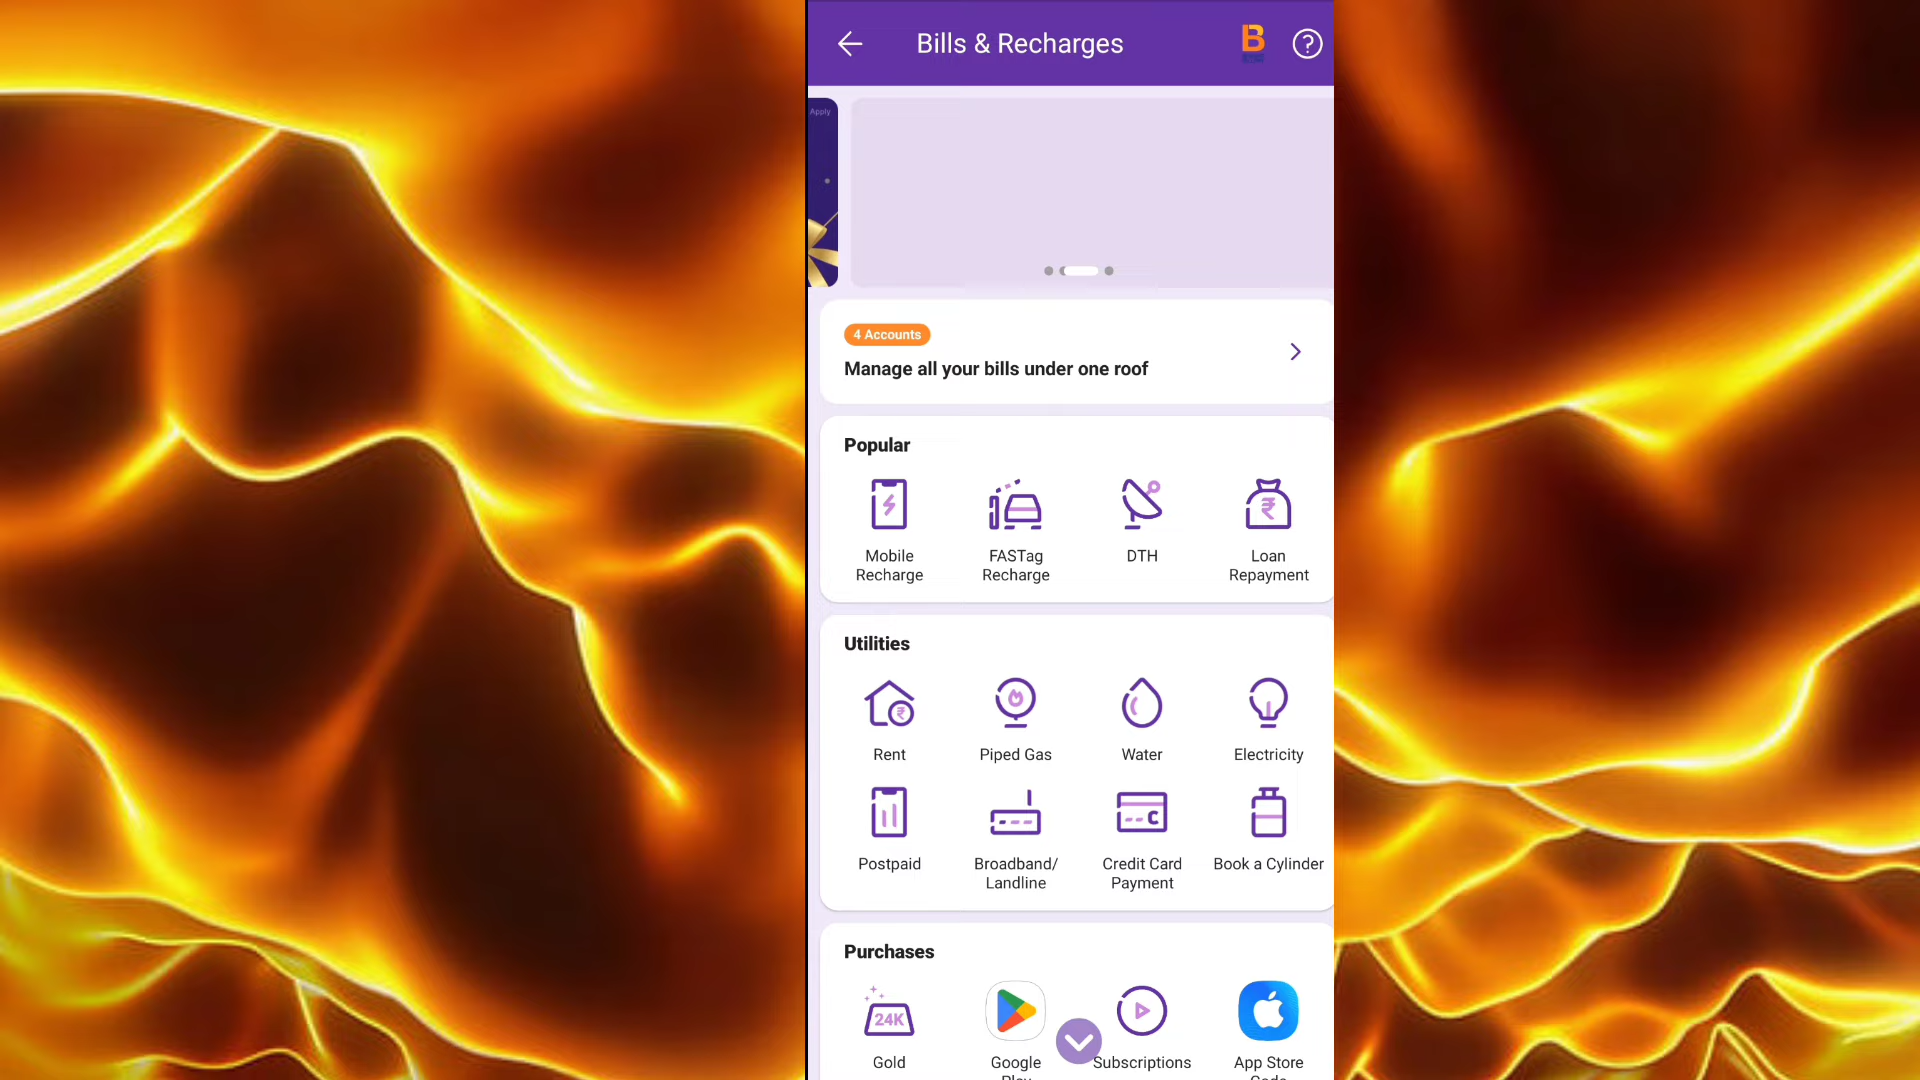 Bills & Recharges
B
Apply
4 Accounts
Manage all your bills under one roof
Popular
Mobile Recharge
FASTag Recharge
DTH
Loan Repayment
Utilities
Rent
Piped Gas
Water
Electricity
Postpaid
Broadband/ Landline
Credit Card Payment
Book a Cylinder
Purchases
24K
Gold
Google Play
Subscriptions
App Store Code